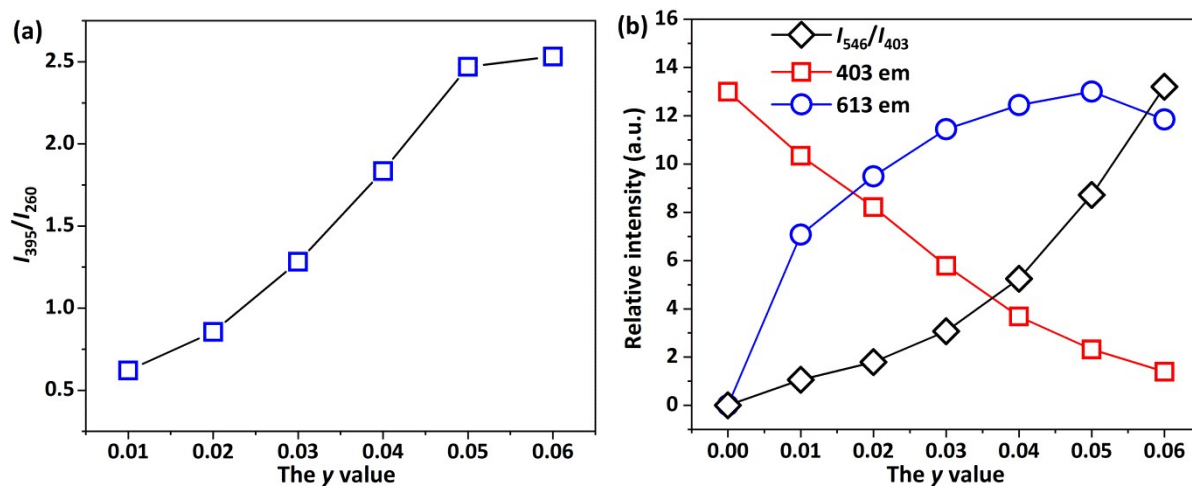 (a)
2.5
2.0
1.5
1.0
0.5
I395/I260
0.01 0.02 0.03 0.04 0.05 0.06
The y value
(b)
16
14
12
10
8
6
4
2
0
Relative intensity (a.u.)
I546/I403
403 em
613 em
0.00 0.01 0.02 0.03 0.04 0.05 0.06
The y value